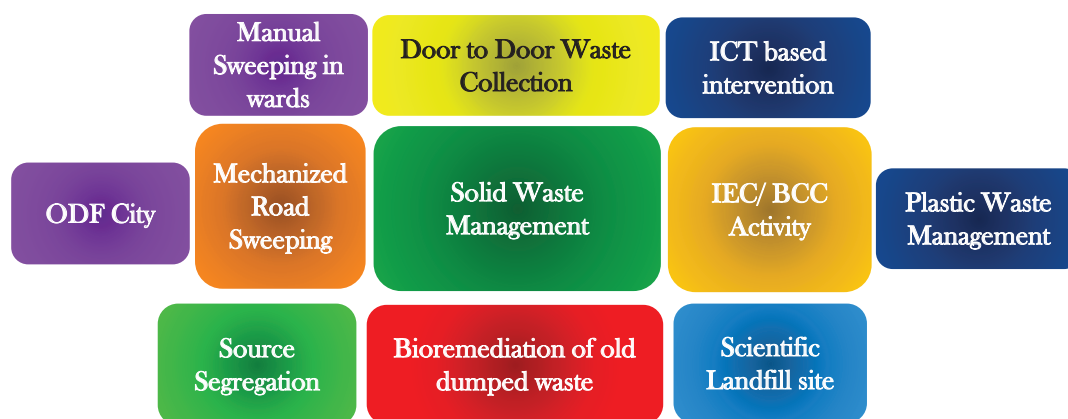 Manual
Sweeping in
wards
Door to Door Waste
Collection
ICT based
intervention
ODF City
Mechanized
Road
Sweeping
Solid Waste
Management
IEC/ BCC
Activity
Plastic Waste
Management
Source
Segregation
Bioremediation of old
dumped waste
Scientific
Landfill site